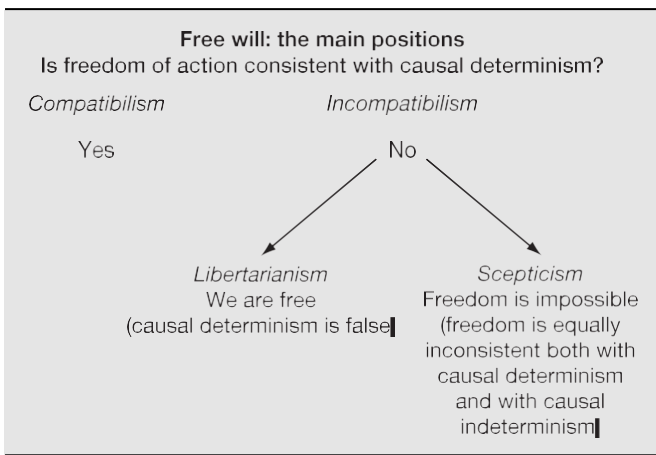 Free will: the main positions
Is freedom of action consistent with causal determinism?
Compatibilism
Incompatibilism
Yes
No
Libertarianism
We are free
(causal determinism is false)
Scepticism
Freedom is impossible
(freedom is equally
inconsistent both with
causal determinism
and with causal
indeterminism)